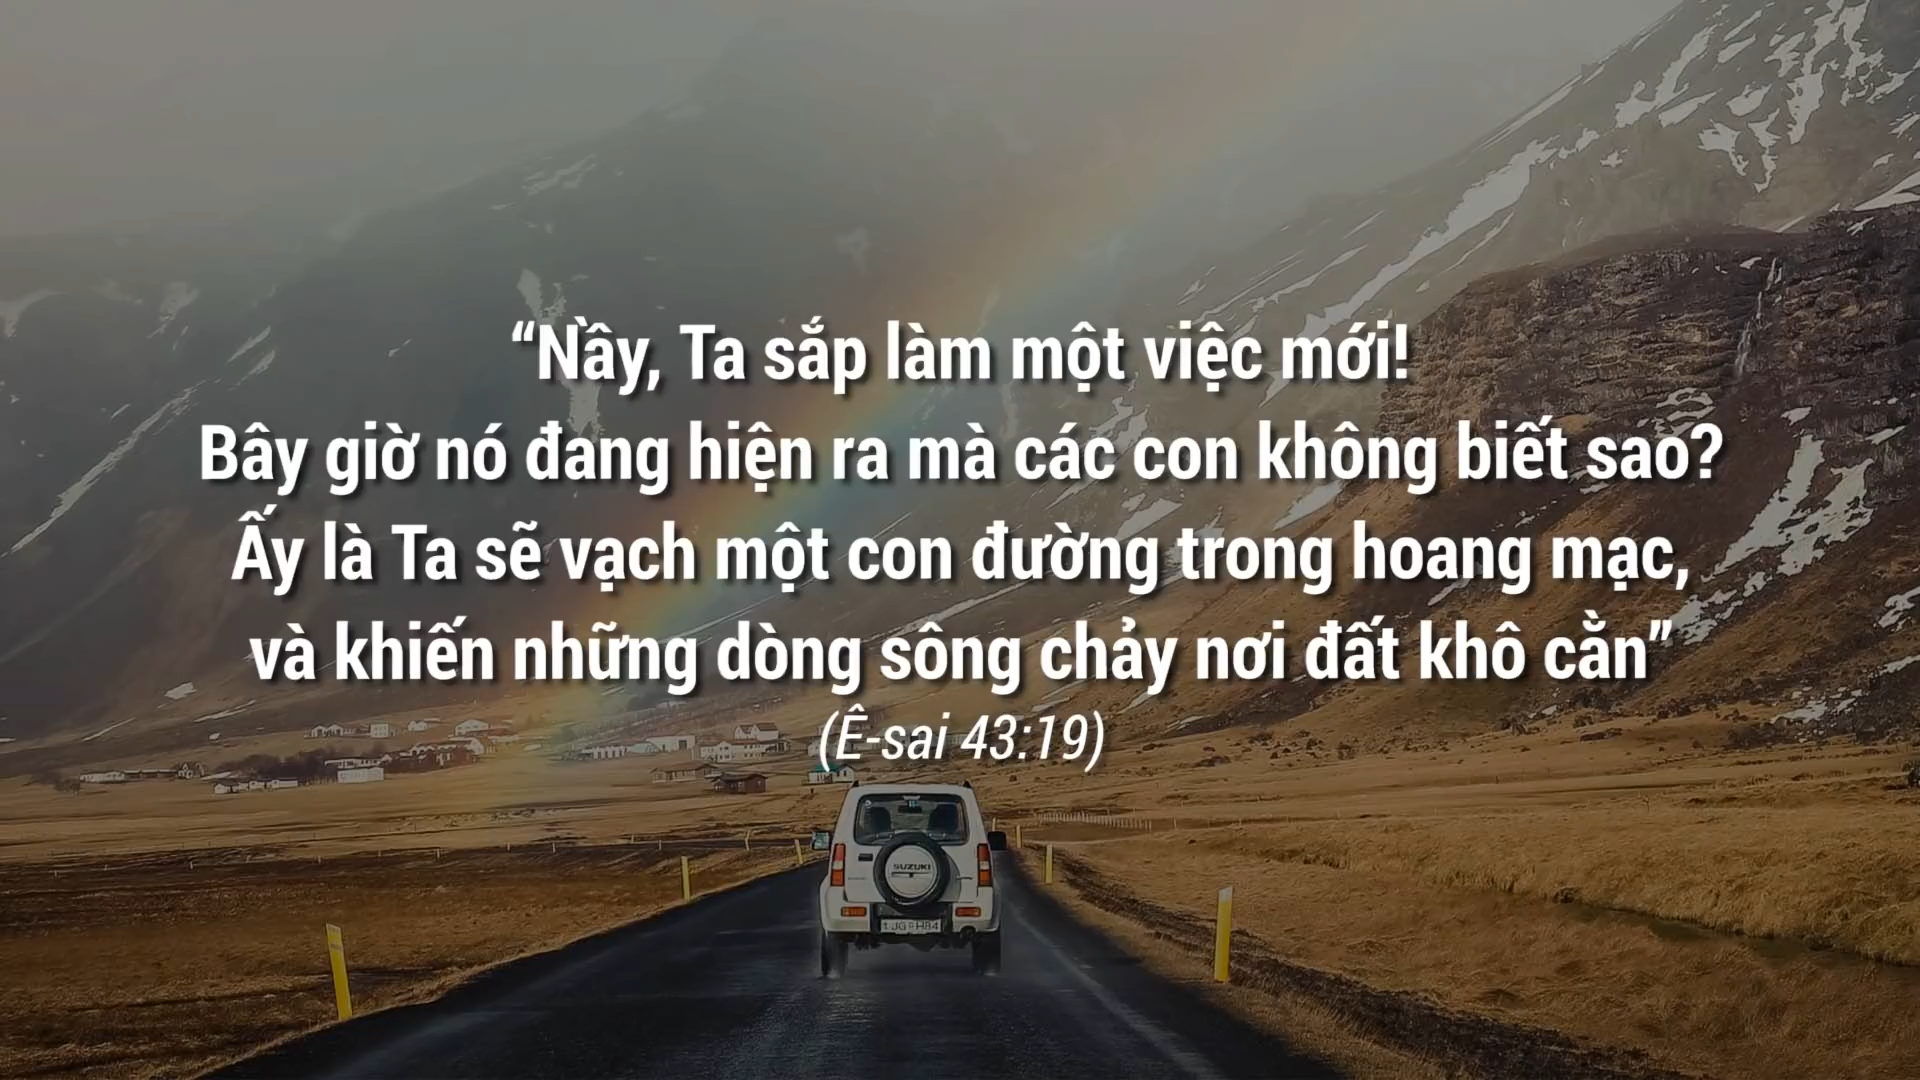 “Nầy, Ta sắp làm một việc mới!
Bây giờ nó đang hiện ra mà các con không biết sao?
Ấy là Ta sẽ vạch một con đường trong hoang mạc,
và khiến những dòng sông chảy nơi đất khô cằn”
(Ê-sai 43:19)
SUZUKI